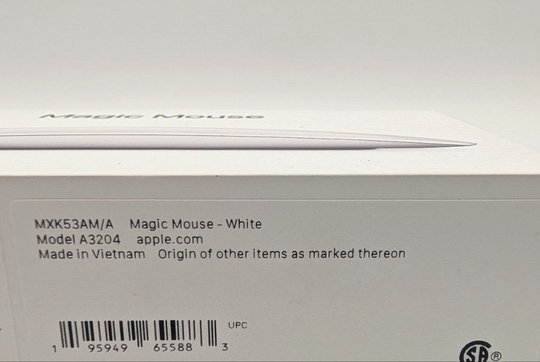 Magic Mouse
MXK53AM/A Magic Mouse - White
Model A3204 apple.com
Made in Vietnam Origin of other items as marked thereon
UPC
1 95949 65588 3
SA ®